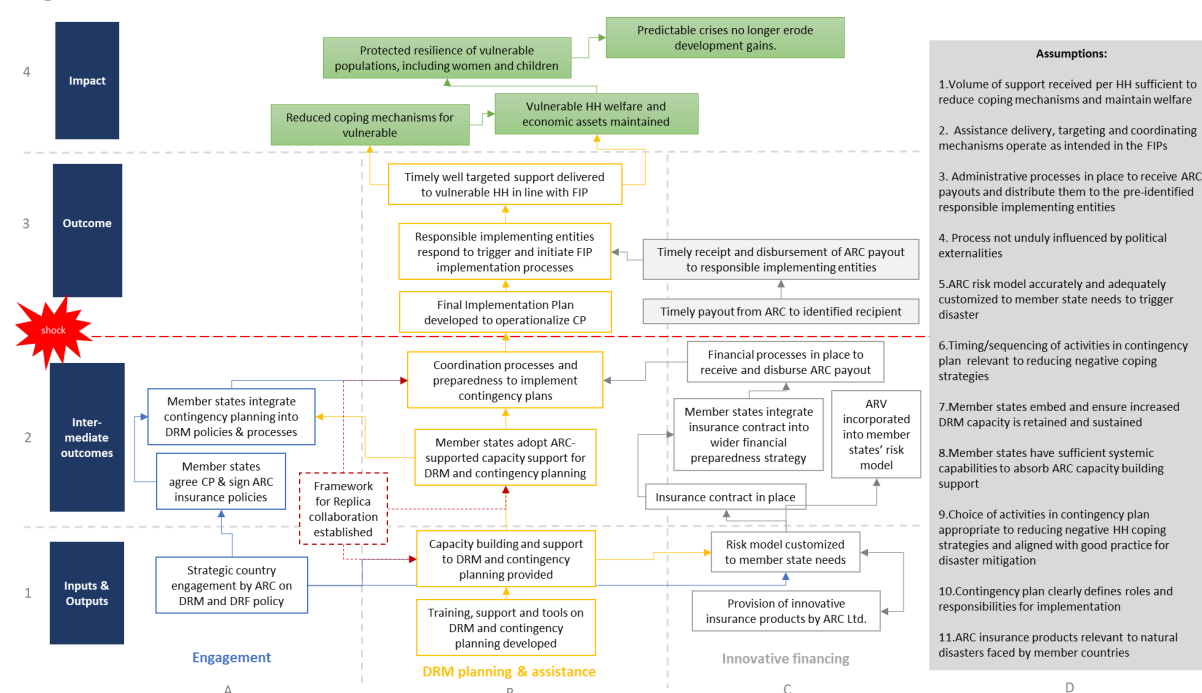 4
Impact
Protected resilience of vulnerable
populations, including women and children
Predictable crises no longer erode
development gains.
Reduced coping mechanisms for
vulnerable
Vulnerable HH welfare and
economic assets maintained
3
Outcome
Timely well targeted support delivered
to vulnerable HH in line with FIP
Responsible implementing entities
respond to trigger and initiate FIP
implementation processes
Timely receipt and disbursement of ARC payout
to responsible implementing entities
Final Implementation Plan
developed to operationalize CP
Timely payout from ARC to identified recipient
shock
2
Inter-
mediate
outcomes
Coordination processes and
preparedness to implement
contingency plans
Financial processes in place to
receive and disburse ARC payout
Member states integrate
contingency planning into
DRM policies & processes
Member states integrate
insurance contract into
wider financial
preparedness strategy
ARV
incorporated
into member
states’ risk
model
Member states adopt ARC-
supported capacity support for
DRM and contingency planning
Member states
agree CP & sign ARC
insurance policies
Framework
for Replica
collaboration
established
Insurance contract in place
1
Inputs &
Outputs
Strategic country
engagement by ARC on
DRM and DRF policy
Capacity building and support
to DRM and contingency
planning provided
Risk model customized
to member state needs
Training, support and tools on
DRM and contingency
planning developed
Provision of innovative
insurance products by ARC Ltd.
Engagement
DRM planning & assistance
Innovative financing
A
B
C
Assumptions:
1.Volume of support received per HH sufficient to
reduce coping mechanisms and maintain welfare
2. Assistance delivery, targeting and coordinating
mechanisms operate as intended in the FIPs
3. Administrative processes in place to receive ARC
payouts and distribute them to the pre-identified
responsible implementing entities
4. Process not unduly influenced by political
externalities
5.ARC risk model accurately and adequately
customized to member state needs to trigger
disaster
6.Timing/sequencing of activities in contingency
plan relevant to reducing negative coping
strategies
7.Member states embed and ensure increased
DRM capacity is retained and sustained
8.Member states have sufficient systemic
capabilities to absorb ARC capacity building
support
9.Choice of activities in contingency plan
appropriate to reducing negative HH coping
strategies and aligned with good practice for
disaster mitigation
10.Contingency plan clearly defines roles and
responsibilities for implementation
11.ARC insurance products relevant to natural
disasters faced by member countries
D